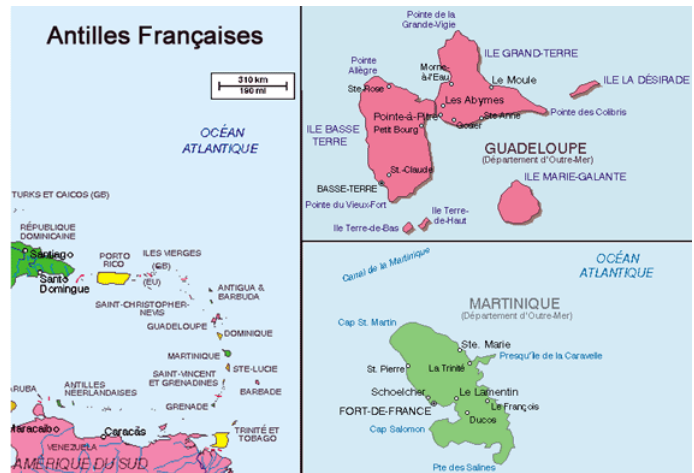 Antilles Françaises
310 km
190 mi
OCÉAN
ATLANTIQUE
TURKS ET CAICOS (GB)
RÉPUBLIQUE
DOMINICAINE
Santiago
Santo
Domingue
PORTO
RICO
ILES VIERGES
(GB)
(EU)
SAINT-CHRISTOPHER-
NEVIS
ANTIGUA &
BARBUDA
GUADELOUPE
DOMINIQUE
MARTINIQUE
STE-LUCIE
SAINT-VINCENT
ET GRENADINES
BARBADE
GRENADE
ARUBA
ANTILLES
NÉERLANDAISES
TRINITÉ ET
TOBAGO
Maracaibo
Caracas
VENEZUELA
AMÉRIQUE DU SUD
Pointe de la
Grande-Vigie
Pointe
Allègre
ILE GRAND-TERRE
Morne-
à-l'Eau
Le Moule
ILE LA DÉSIRADE
Ste-Rose
Les Abymes
Pointe des Colibris
Pointe-à-Pitre
Ste Anne
Gosier
Petit Bourg
ILE BASSE
TERRE
GUADELOUPE
(Département d'Outre-Mer)
St.-Claude
BASSE-TERRE
ILE MARIE-GALANTE
Pointe du Vieux-Fort
Ile Terre-
de-Haut
Ile Terre-de-Bas
Canal de la Martinique
OCÉAN
ATLANTIQUE
MARTINIQUE
(Département d'Outre-Mer)
Cap St. Martin
Ste. Marie
Presqu'île de la Caravelle
La Trinité
St. Pierre
Schoelcher
Le Lamentin
Le François
FORT-DE-FRANCE
Ducos
Cap Salomon
Pte des Salines